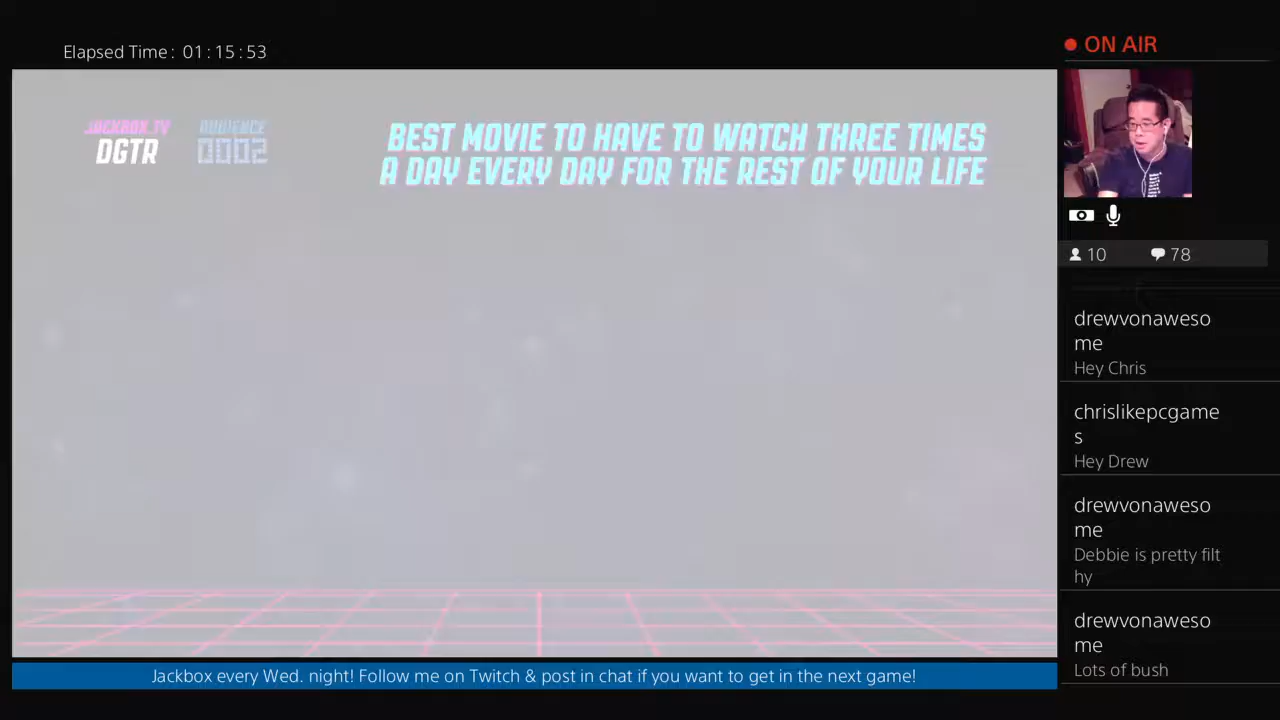 Elapsed Time: 01:15:53
ON AIR
JACKBOX.TV
DGTR
AUDIENCE
0002
BEST MOVIE TO HAVE TO WATCH THREE TIMES
A DAY EVERY DAY FOR THE REST OF YOUR LIFE
10
78
drewvonaweso
me
Hey Chris
chrislikepcgame
s
Hey Drew
drewvonaweso
me
Debbie is pretty filt
hy
drewvonaweso
me
Lots of bush
Jackbox every Wed. night! Follow me on Twitch & post in chat if you want to get in the next game!